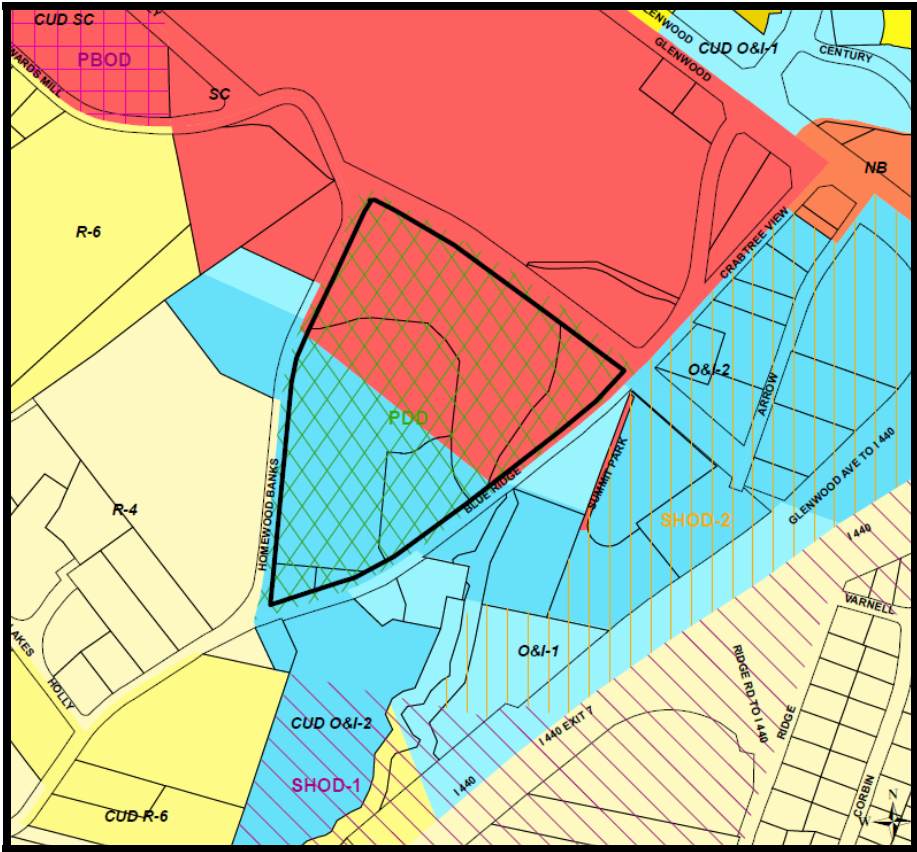 CUD SC
PBOD
WARDS MILL
SC
LENWOOD
GLENWOOD
CUD O&I-1
CENTURY
NB
R-6
CRABTREE VIEW
O&I-2
ARROW
PDD
HOMEWOOD BANKS
BLUE RIDGE
SUMMIT PARK
GLENWOOD AVE TO I 440
SHOD-2
R-4
I 440
VARNELL
LAKES
HOLLY
O&I-1
RIDGE RD TO I 440
RIDGE
CUD O&I-2
I 440 EXIT 7
SHOD-1
I 440
CORBIN
CUD R-6
N
W